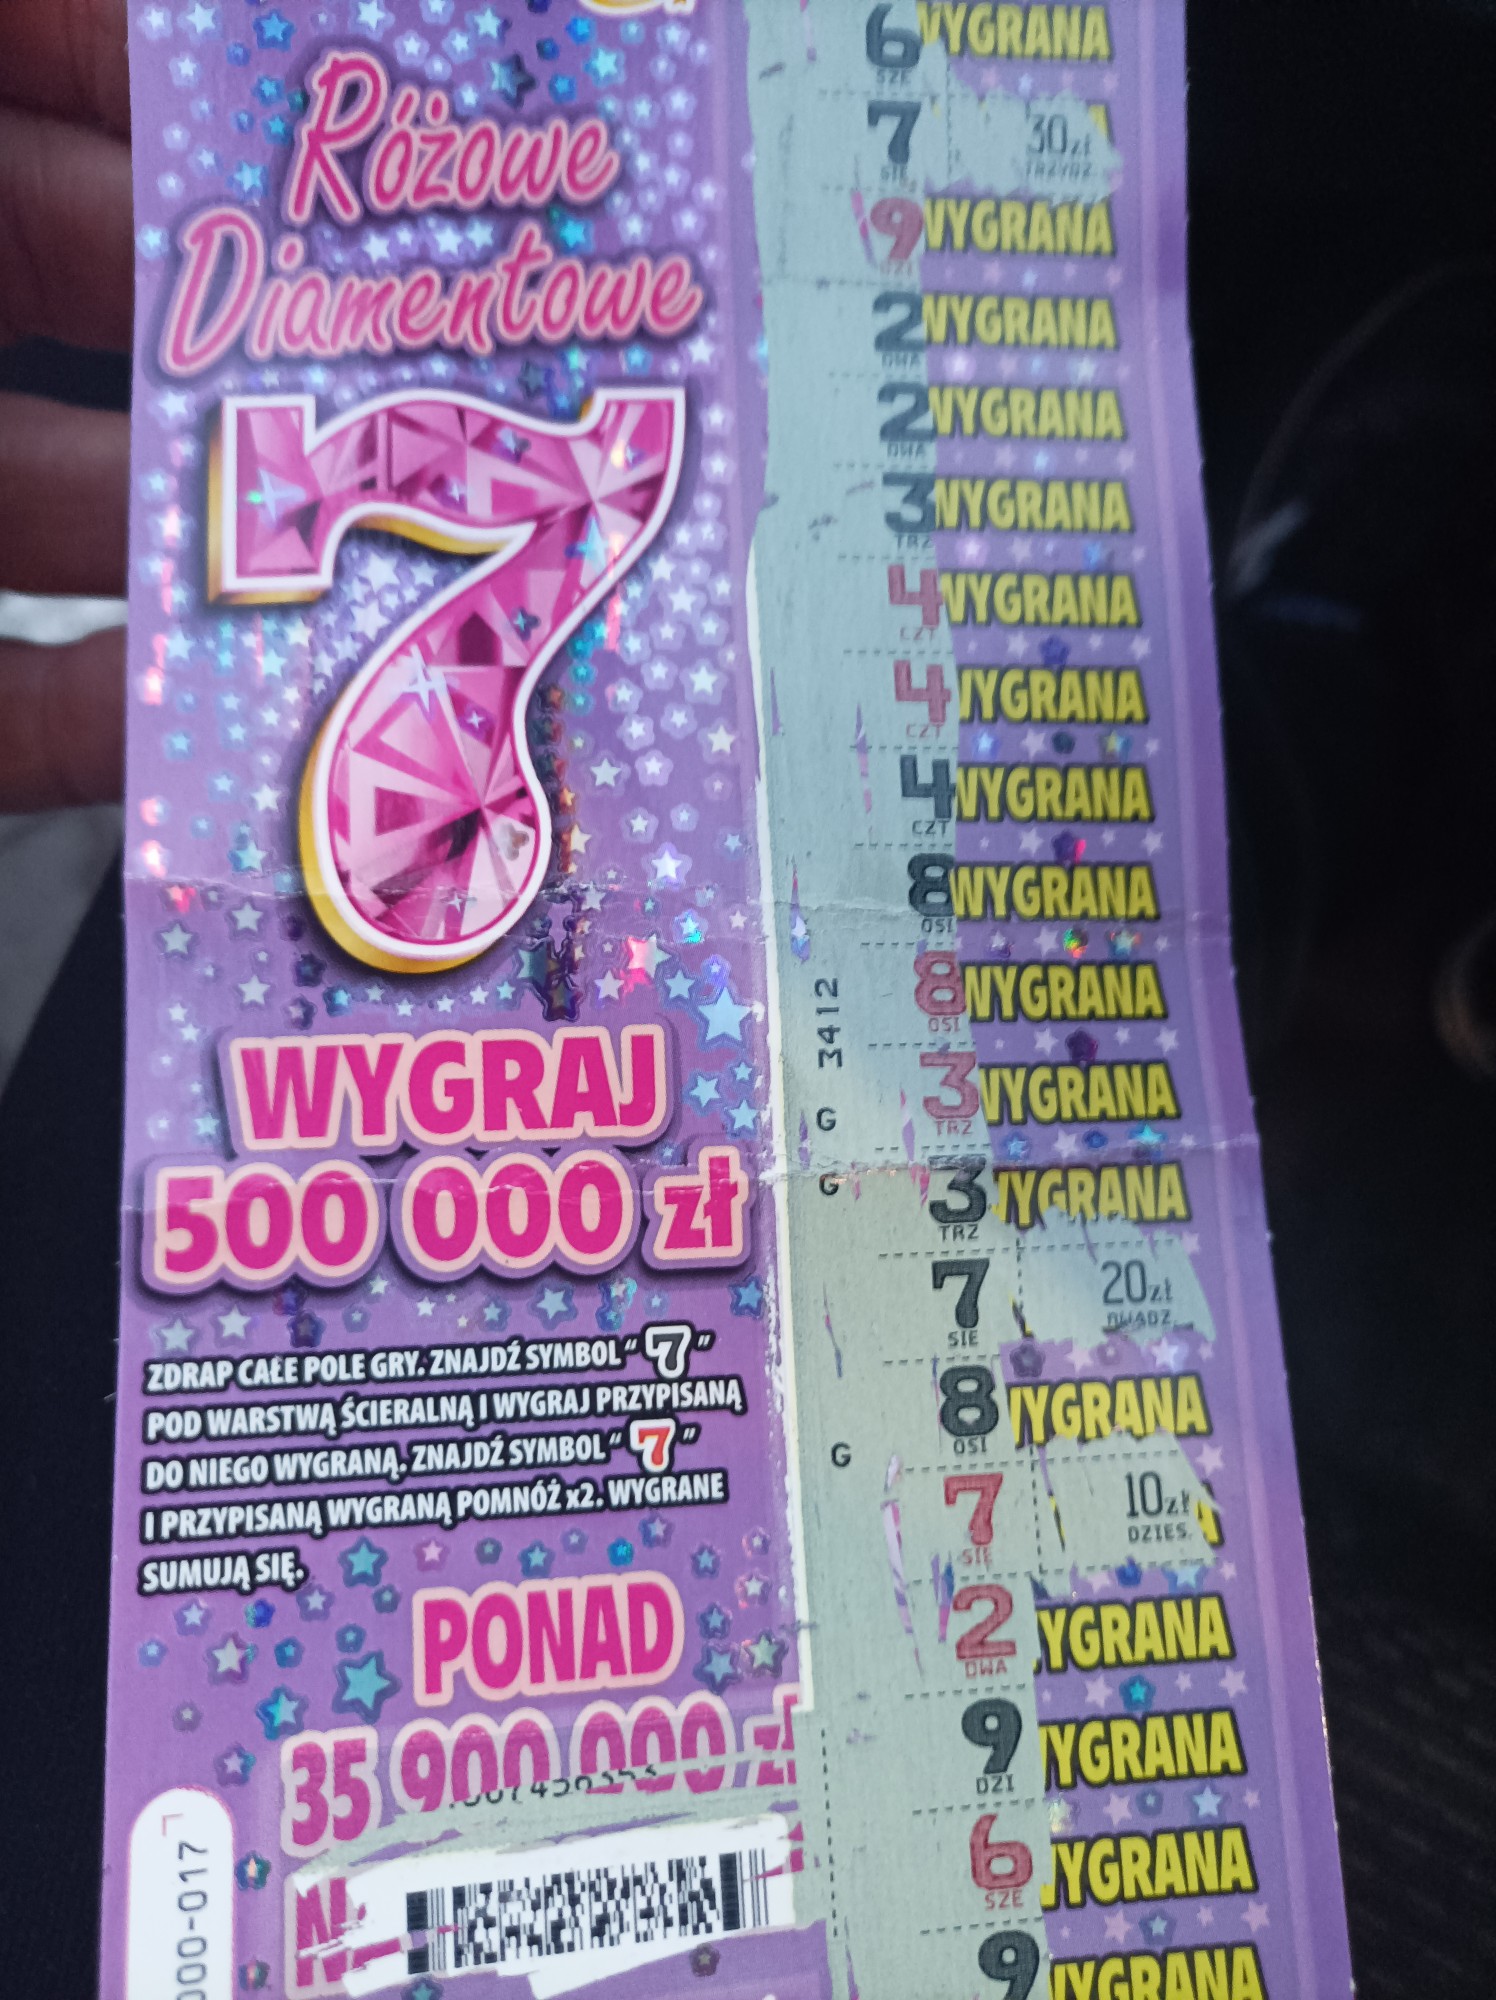 Różowe
Diamentowe
7
WYGRAJ
500 000 zł
ZDRAP CAŁE POLE GRY. ZNAJDŹ SYMBOL “7”
POD WARSTWĄ ŚCIERALNĄ I WYGRAJ PRZYPISANĄ
DO NIEGO WYGRANĄ. ZNAJDŹ SYMBOL “7”
I PRZYPISANĄ WYGRANĄ POMNÓŻ x2. WYGRANE
SUMUJĄ SIĘ.
PONAD
35 900 000 zł
000-017
3412
G
G
G
6 WYGRANA
SZE
7 30zł
SIE TRZYDZ.
9 WYGRANA
DZI
2 WYGRANA
DWA
2 WYGRANA
DWA
3 WYGRANA
TRZ
4 WYGRANA
CZT
4 WYGRANA
CZT
4 WYGRANA
CZT
8 WYGRANA
OSI
8 WYGRANA
OSI
3 WYGRANA
TRZ
3 WYGRANA
TRZ
7 20zł
SIE DWADZ.
8 WYGRANA
OSI
7 10zł
SIE DZIES.
2 WYGRANA
DWA
9 WYGRANA
DZI
6 WYGRANA
SZE
9 WYGRANA